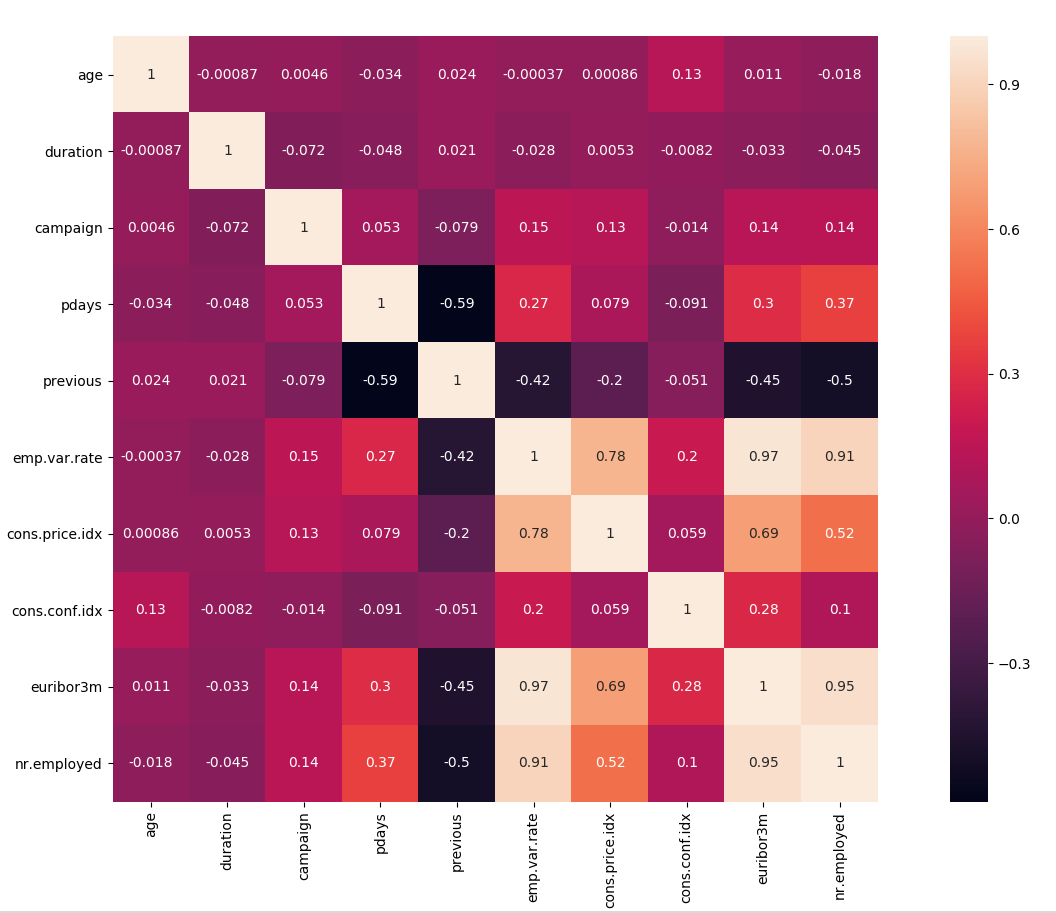 age 1 -0.00087 0.0046 -0.034 0.024 -0.00037 0.00086 0.13 0.011 -0.018
duration -0.00087 1 -0.072 -0.048 0.021 -0.028 0.0053 -0.0082 -0.033 -0.045
campaign 0.0046 -0.072 1 0.053 -0.079 0.15 0.13 -0.014 0.14 0.14
pdays -0.034 -0.048 0.053 1 -0.59 0.27 0.079 -0.091 0.3 0.37
previous 0.024 0.021 -0.079 -0.59 1 -0.42 -0.2 -0.051 -0.45 -0.5
emp.var.rate -0.00037 -0.028 0.15 0.27 -0.42 1 0.78 0.2 0.97 0.91
cons.price.idx 0.00086 0.0053 0.13 0.079 -0.2 0.78 1 0.059 0.69 0.52
cons.conf.idx 0.13 -0.0082 -0.014 -0.091 -0.051 0.2 0.059 1 0.28 0.1
euribor3m 0.011 -0.033 0.14 0.3 -0.45 0.97 0.69 0.28 1 0.95
nr.employed -0.018 -0.045 0.14 0.37 -0.5 0.91 0.52 0.1 0.95 1
age duration campaign pdays previous emp.var.rate cons.price.idx cons.conf.idx euribor3m nr.employed
0.9
0.6
0.3
0.0
−0.3